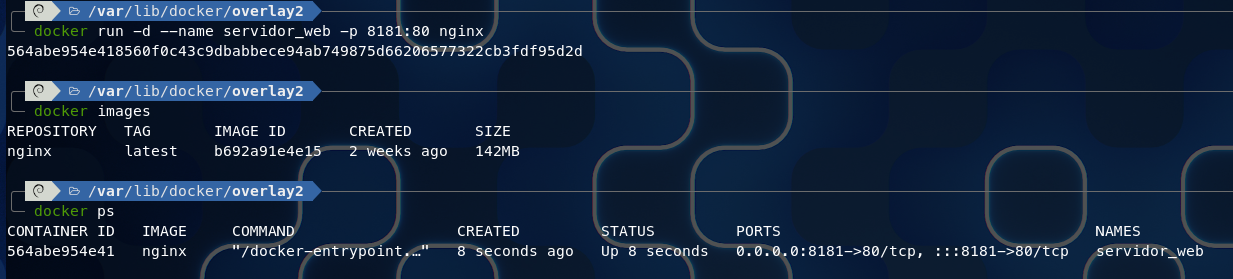 /var/lib/docker/overlay2
docker run -d --name servidor_web -p 8181:80 nginx
564abe954e418560f0c43c9dbabbece94ab749875d66206577322cb3fdf95d2d
/var/lib/docker/overlay2
docker images
REPOSITORY   TAG       IMAGE ID       CREATED       SIZE
nginx        latest    b692a91e4e15   2 weeks ago   142MB
/var/lib/docker/overlay2
docker ps
CONTAINER ID   IMAGE     COMMAND                  CREATED         STATUS         PORTS                                   NAMES
564abe954e41   nginx     "/docker-entrypoint.…"   8 seconds ago   Up 8 seconds   0.0.0.0:8181->80/tcp, :::8181->80/tcp   servidor_web